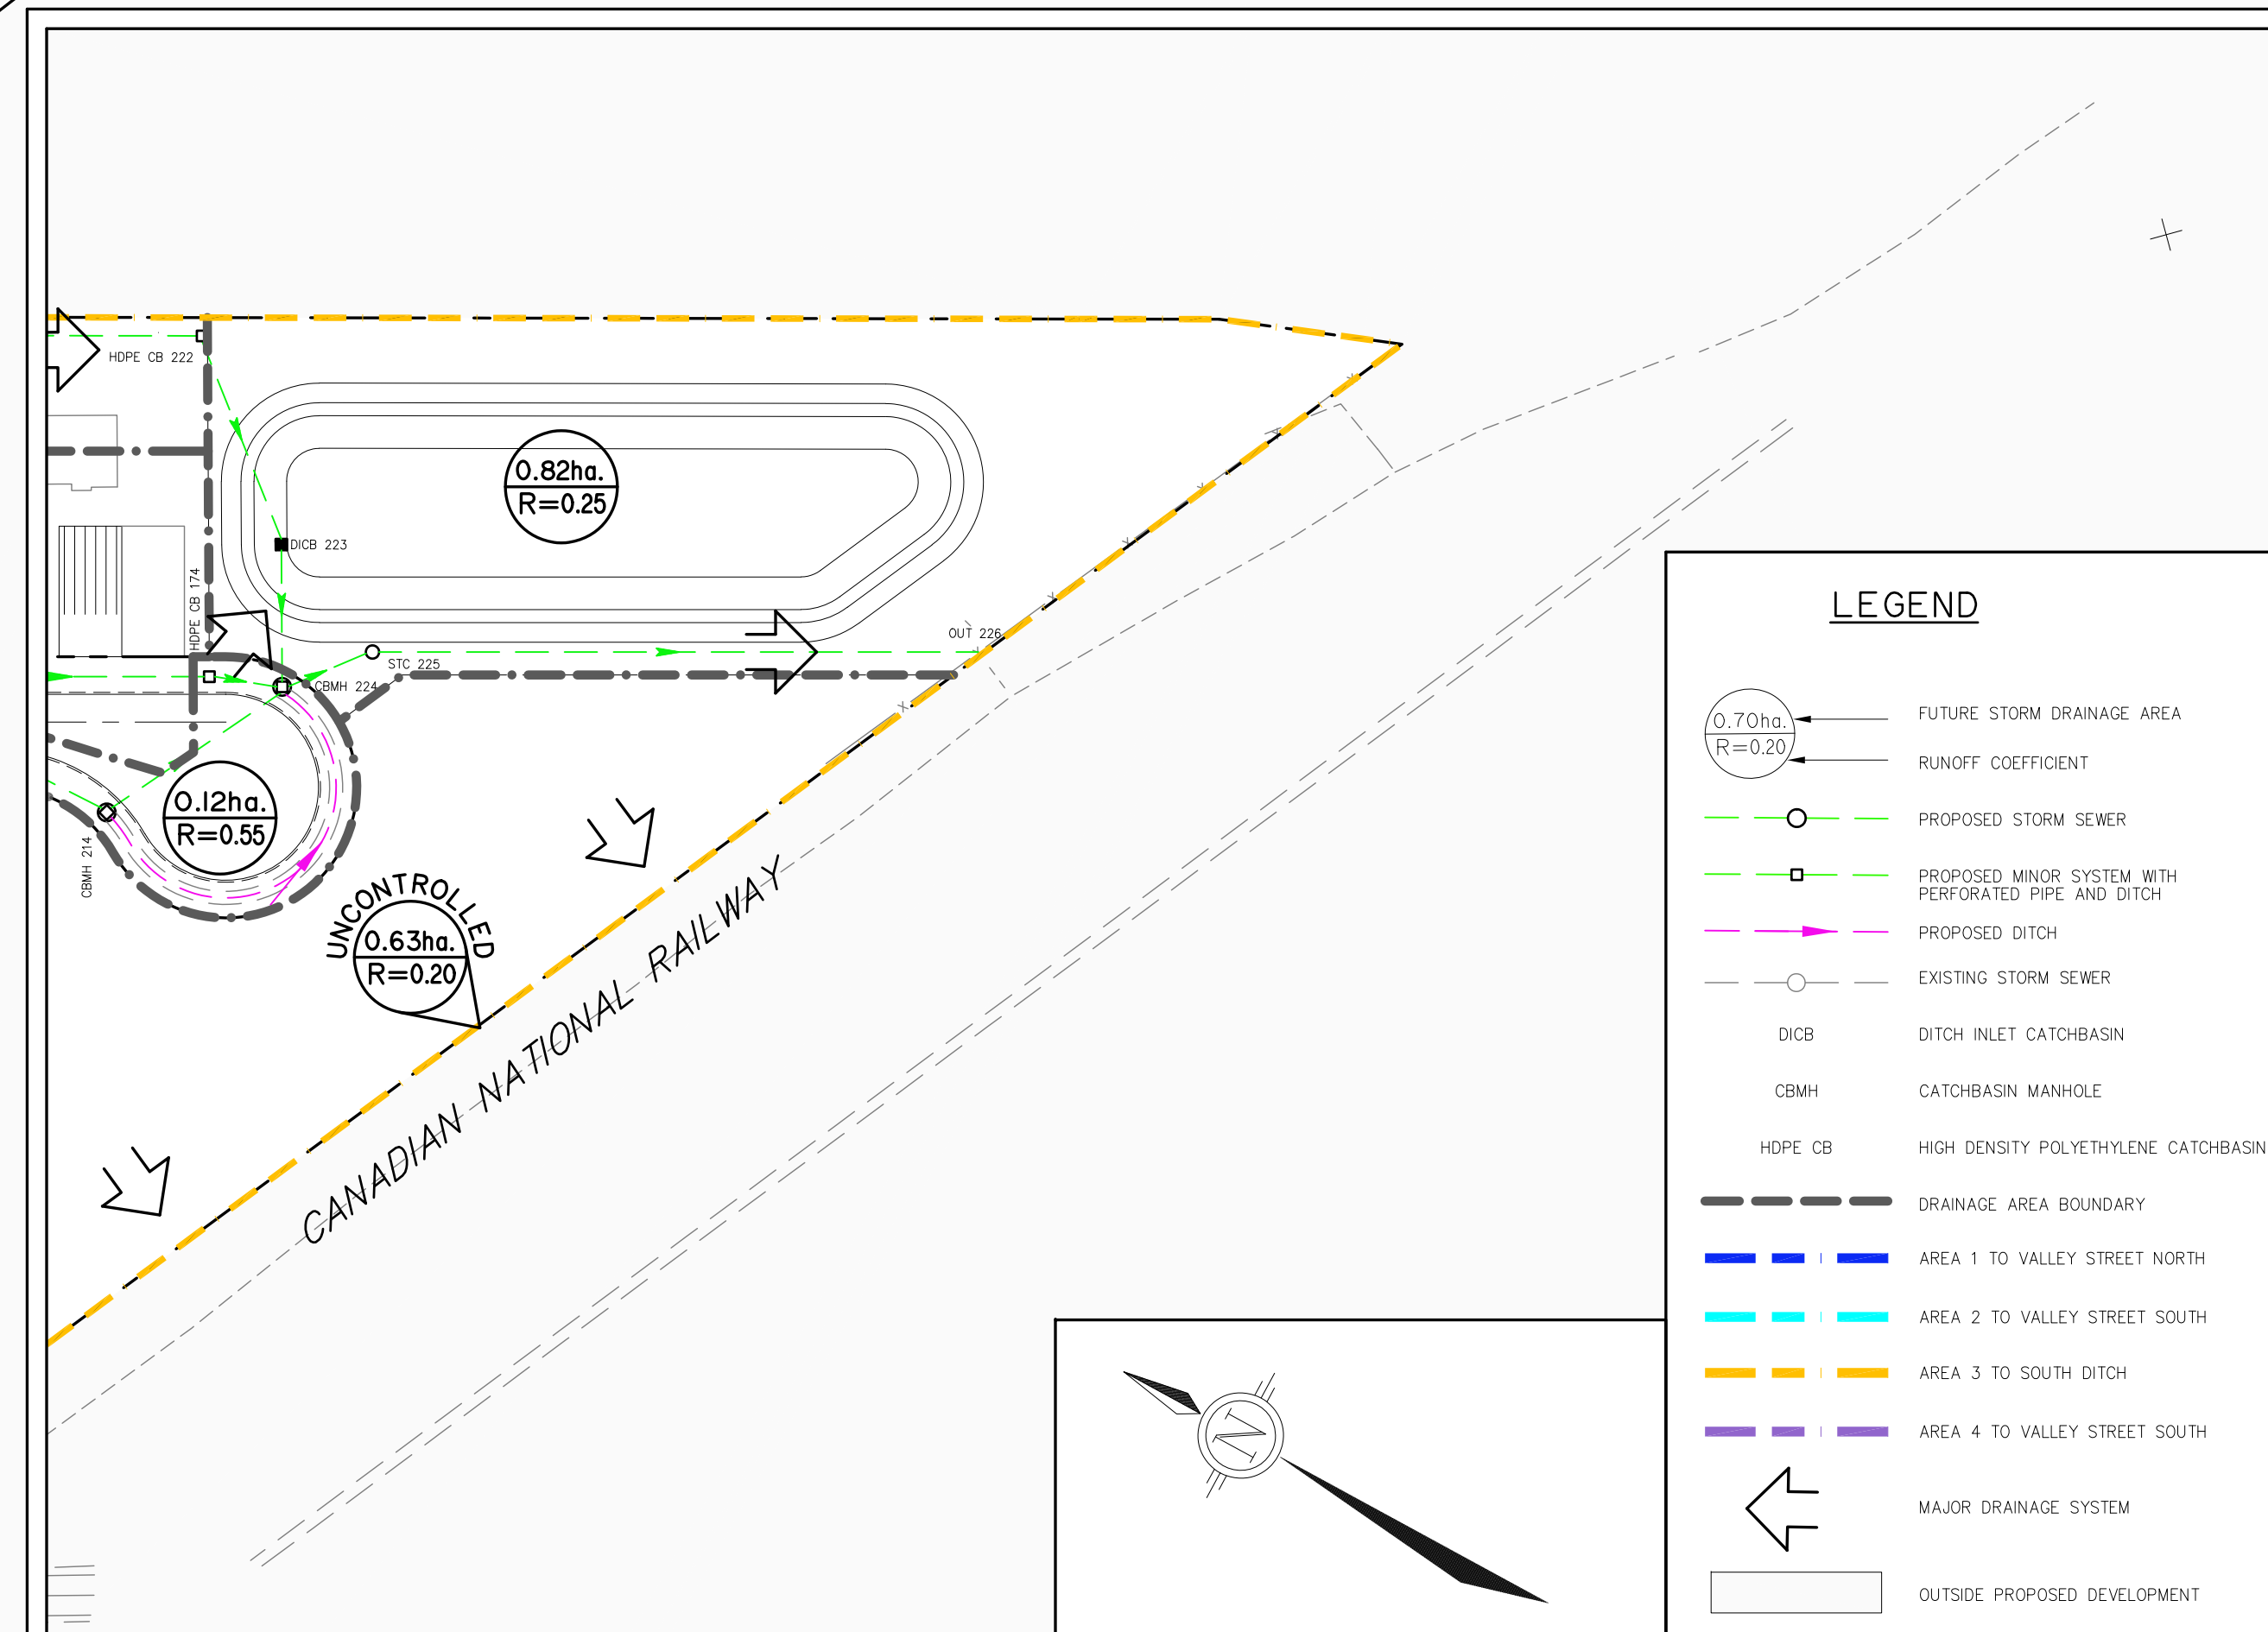 HDPE CB 222
0.82ha.
R=0.25
DICB 223
HDPE CB 174
OUT 226
STC 225
CBMH 224
0.12ha.
R=0.55
CBMH 214
UNCONTROLLED
0.63ha.
R=0.20
CANADIAN NATIONAL RAILWAY
N
LEGEND
0.70ha.
R=0.20
FUTURE STORM DRAINAGE AREA
RUNOFF COEFFICIENT
PROPOSED STORM SEWER
PROPOSED MINOR SYSTEM WITH
PERFORATED PIPE AND DITCH
PROPOSED DITCH
EXISTING STORM SEWER
DICB DITCH INLET CATCHBASIN
CBMH CATCHBASIN MANHOLE
HDPE CB HIGH DENSITY POLYETHYLENE CATCHBASIN
DRAINAGE AREA BOUNDARY
AREA 1 TO VALLEY STREET NORTH
AREA 2 TO VALLEY STREET SOUTH
AREA 3 TO SOUTH DITCH
AREA 4 TO VALLEY STREET SOUTH
MAJOR DRAINAGE SYSTEM
OUTSIDE PROPOSED DEVELOPMENT